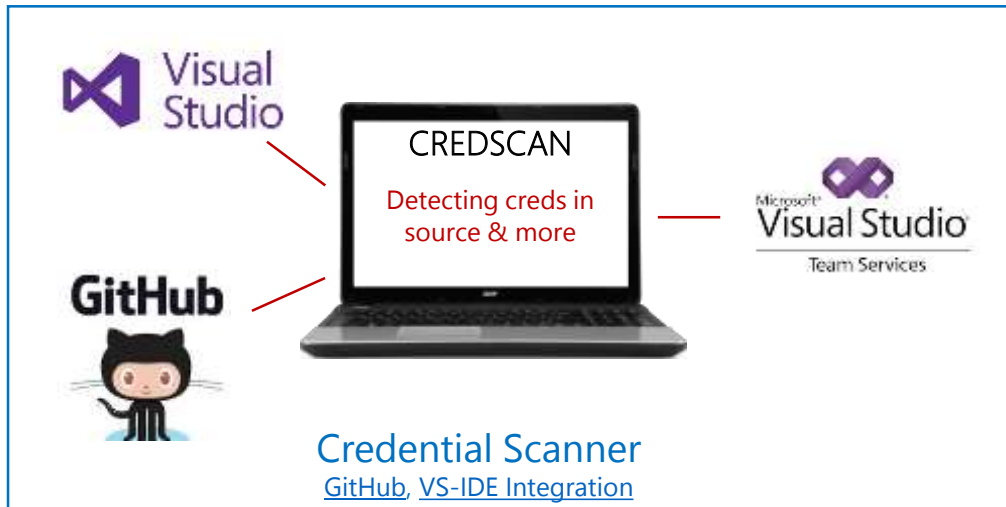 Visual
Studio
CREDSCAN
Detecting creds in
source & more
Microsoft®
Visual Studio
Team Services
GitHub
acer
Credential Scanner
GitHub, VS-IDE Integration